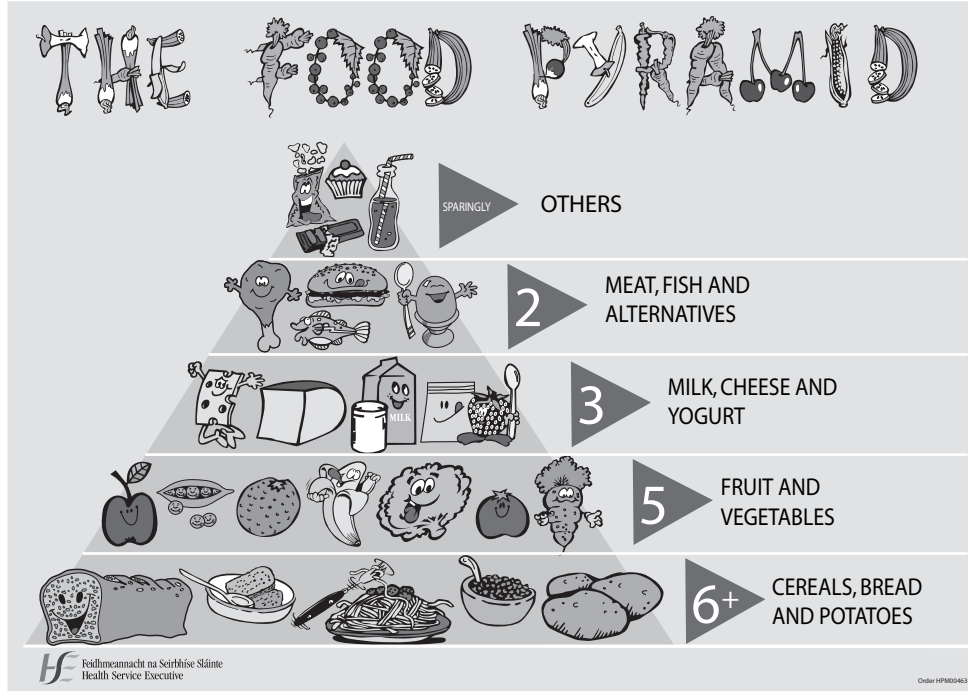 THE FOOD PYRAMID
SPARINGLY
OTHERS
2
MEAT, FISH AND
ALTERNATIVES
3
MILK, CHEESE AND
YOGURT
MILK
5
FRUIT AND
VEGETABLES
6+
CEREALS, BREAD
AND POTATOES
Feidhmeannacht na Seirbhíse Sláinte
Health Service Executive
Order HPM00463